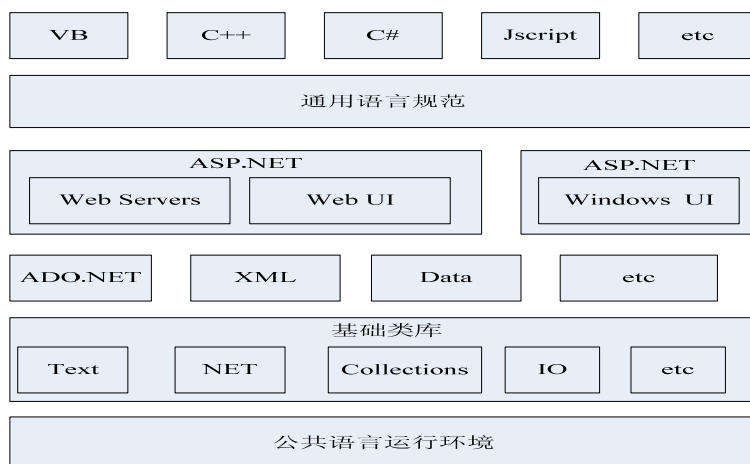 VB
C++
C#
Jscript
etc
通用语言规范
ASP.NET
Web Servers
Web UI
ASP.NET
Windows UI
ADO.NET
XML
Data
etc
基础类库
Text
NET
Collections
IO
etc
公共语言运行环境